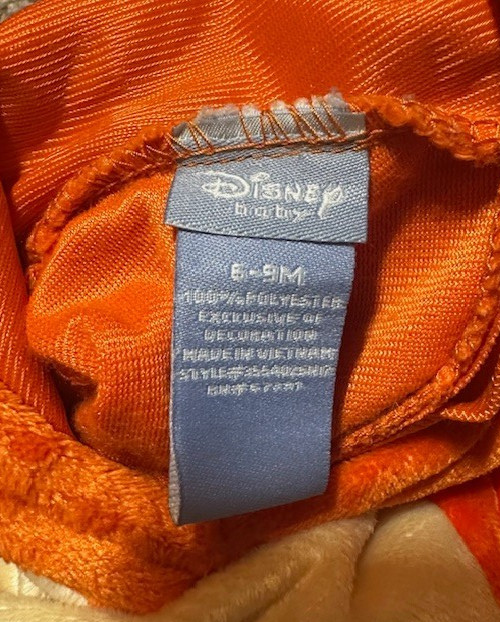 Disney
baby
6-9M
100% POLYESTER
EXCLUSIVE OF
DECORATION
MADE IN VIETNAM